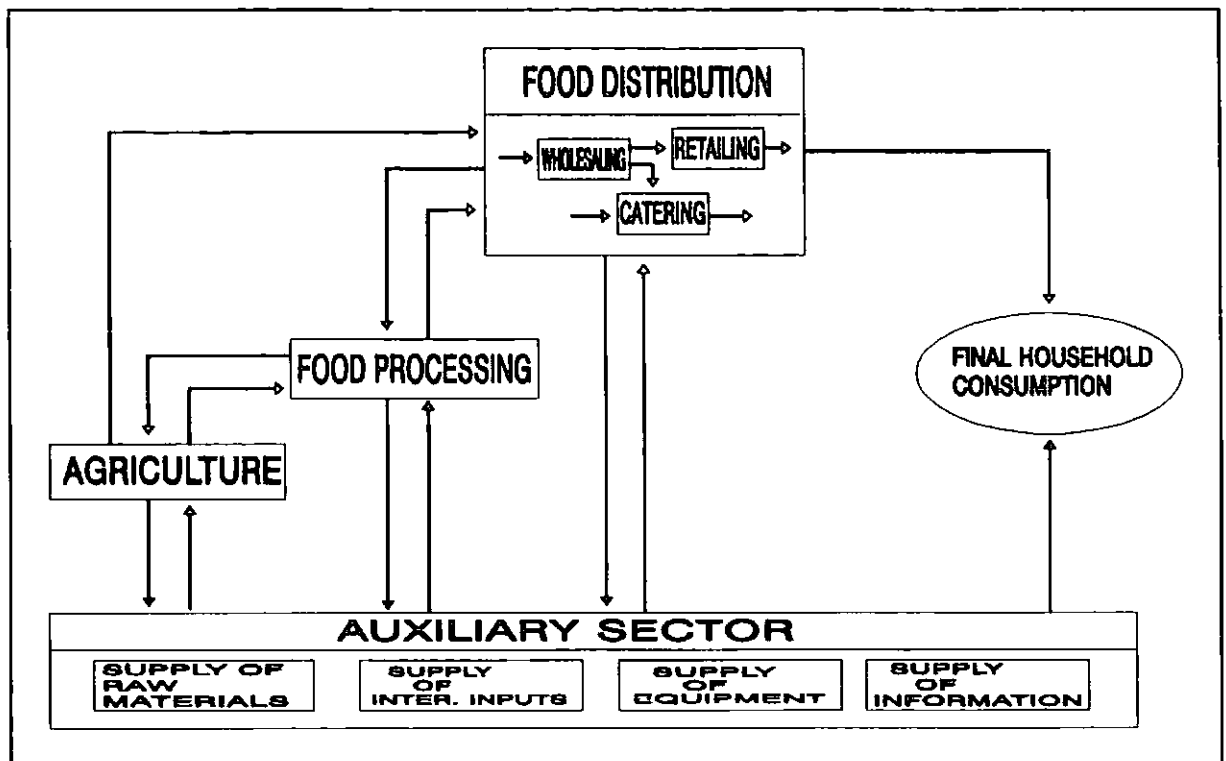 FOOD DISTRIBUTION
WHOLESALING
RETAILING
CATERING
FOOD PROCESSING
FINAL HOUSEHOLD
CONSUMPTION
AGRICULTURE
AUXILIARY SECTOR
SUPPLY OF
RAW
MATERIALS
SUPPLY
OF
INTER. INPUTS
SUPPLY
OF
EQUIPMENT
SUPPLY
OF
INFORMATION